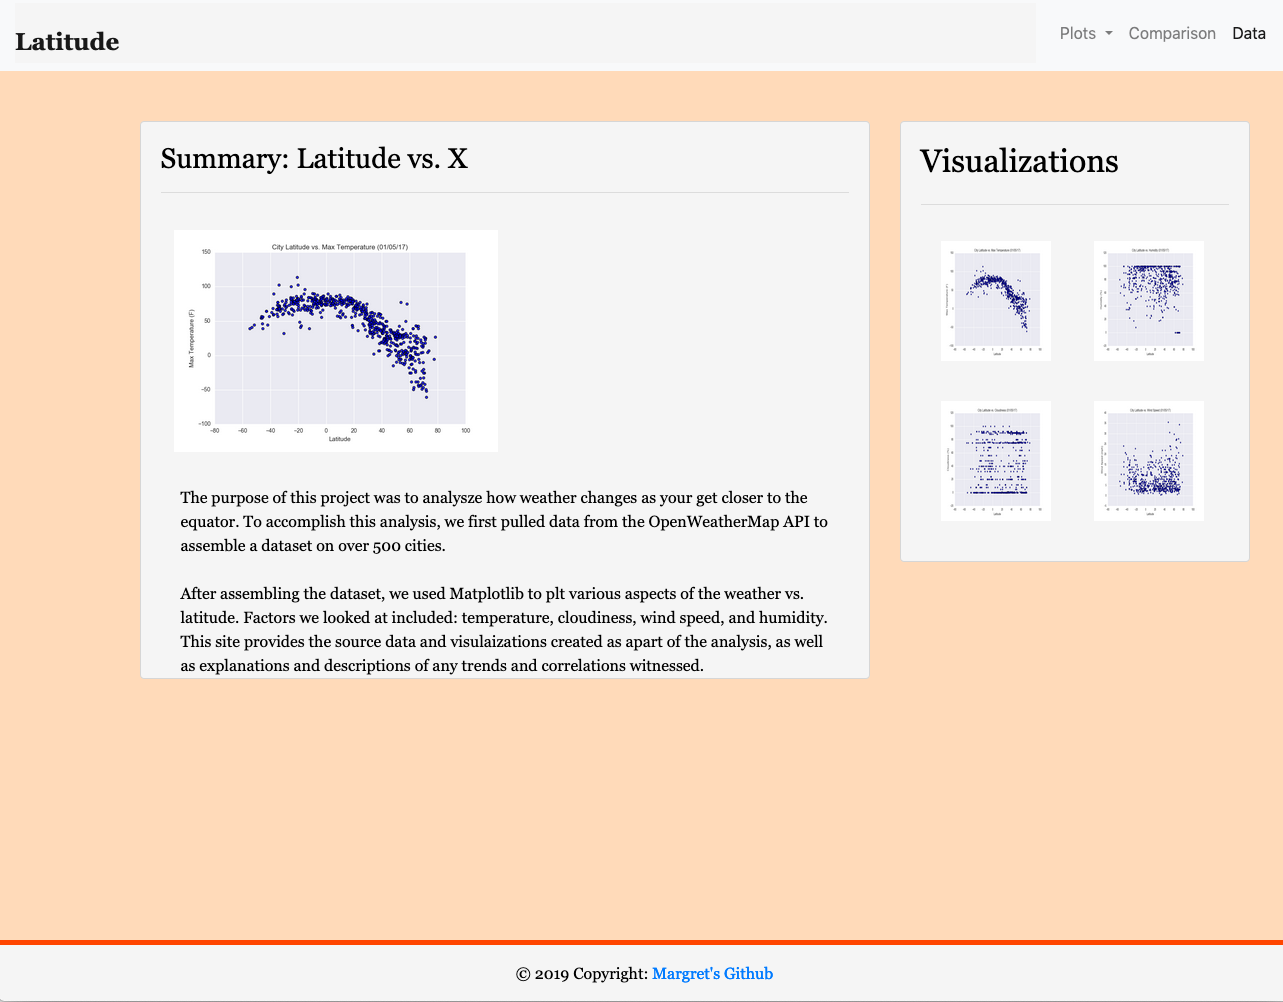 Latitude
Plots
Comparison
Data
Summary: Latitude vs. X
City Latitude vs. Max Temperature (01/05/17)
Max Temperature (F)
150
100
50
0
−50
−100
−80 −60 −40 −20 0 20 40 60 80 100
Latitude
The purpose of this project was to analysze how weather changes as your get closer to the
equator. To accomplish this analysis, we first pulled data from the OpenWeatherMap API to
assemble a dataset on over 500 cities.
After assembling the dataset, we used Matplotlib to plt various aspects of the weather vs.
latitude. Factors we looked at included: temperature, cloudiness, wind speed, and humidity.
This site provides the source data and visulaizations created as apart of the analysis, as well
as explanations and descriptions of any trends and correlations witnessed.
Visualizations
© 2019 Copyright: Margret's Github